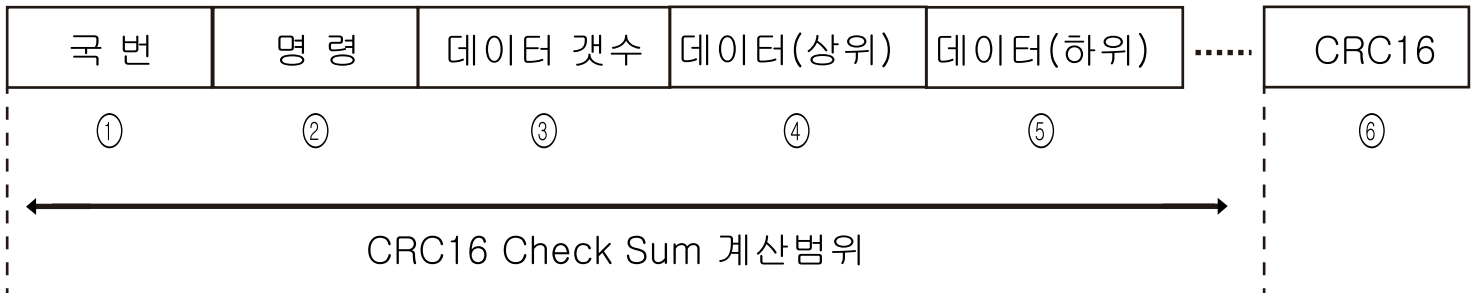 국 번 명 령 데이터 갯수 데이터(상위) 데이터(하위) ...... CRC16
① ② ③ ④ ⑤ ⑥
CRC16 Check Sum 계산범위